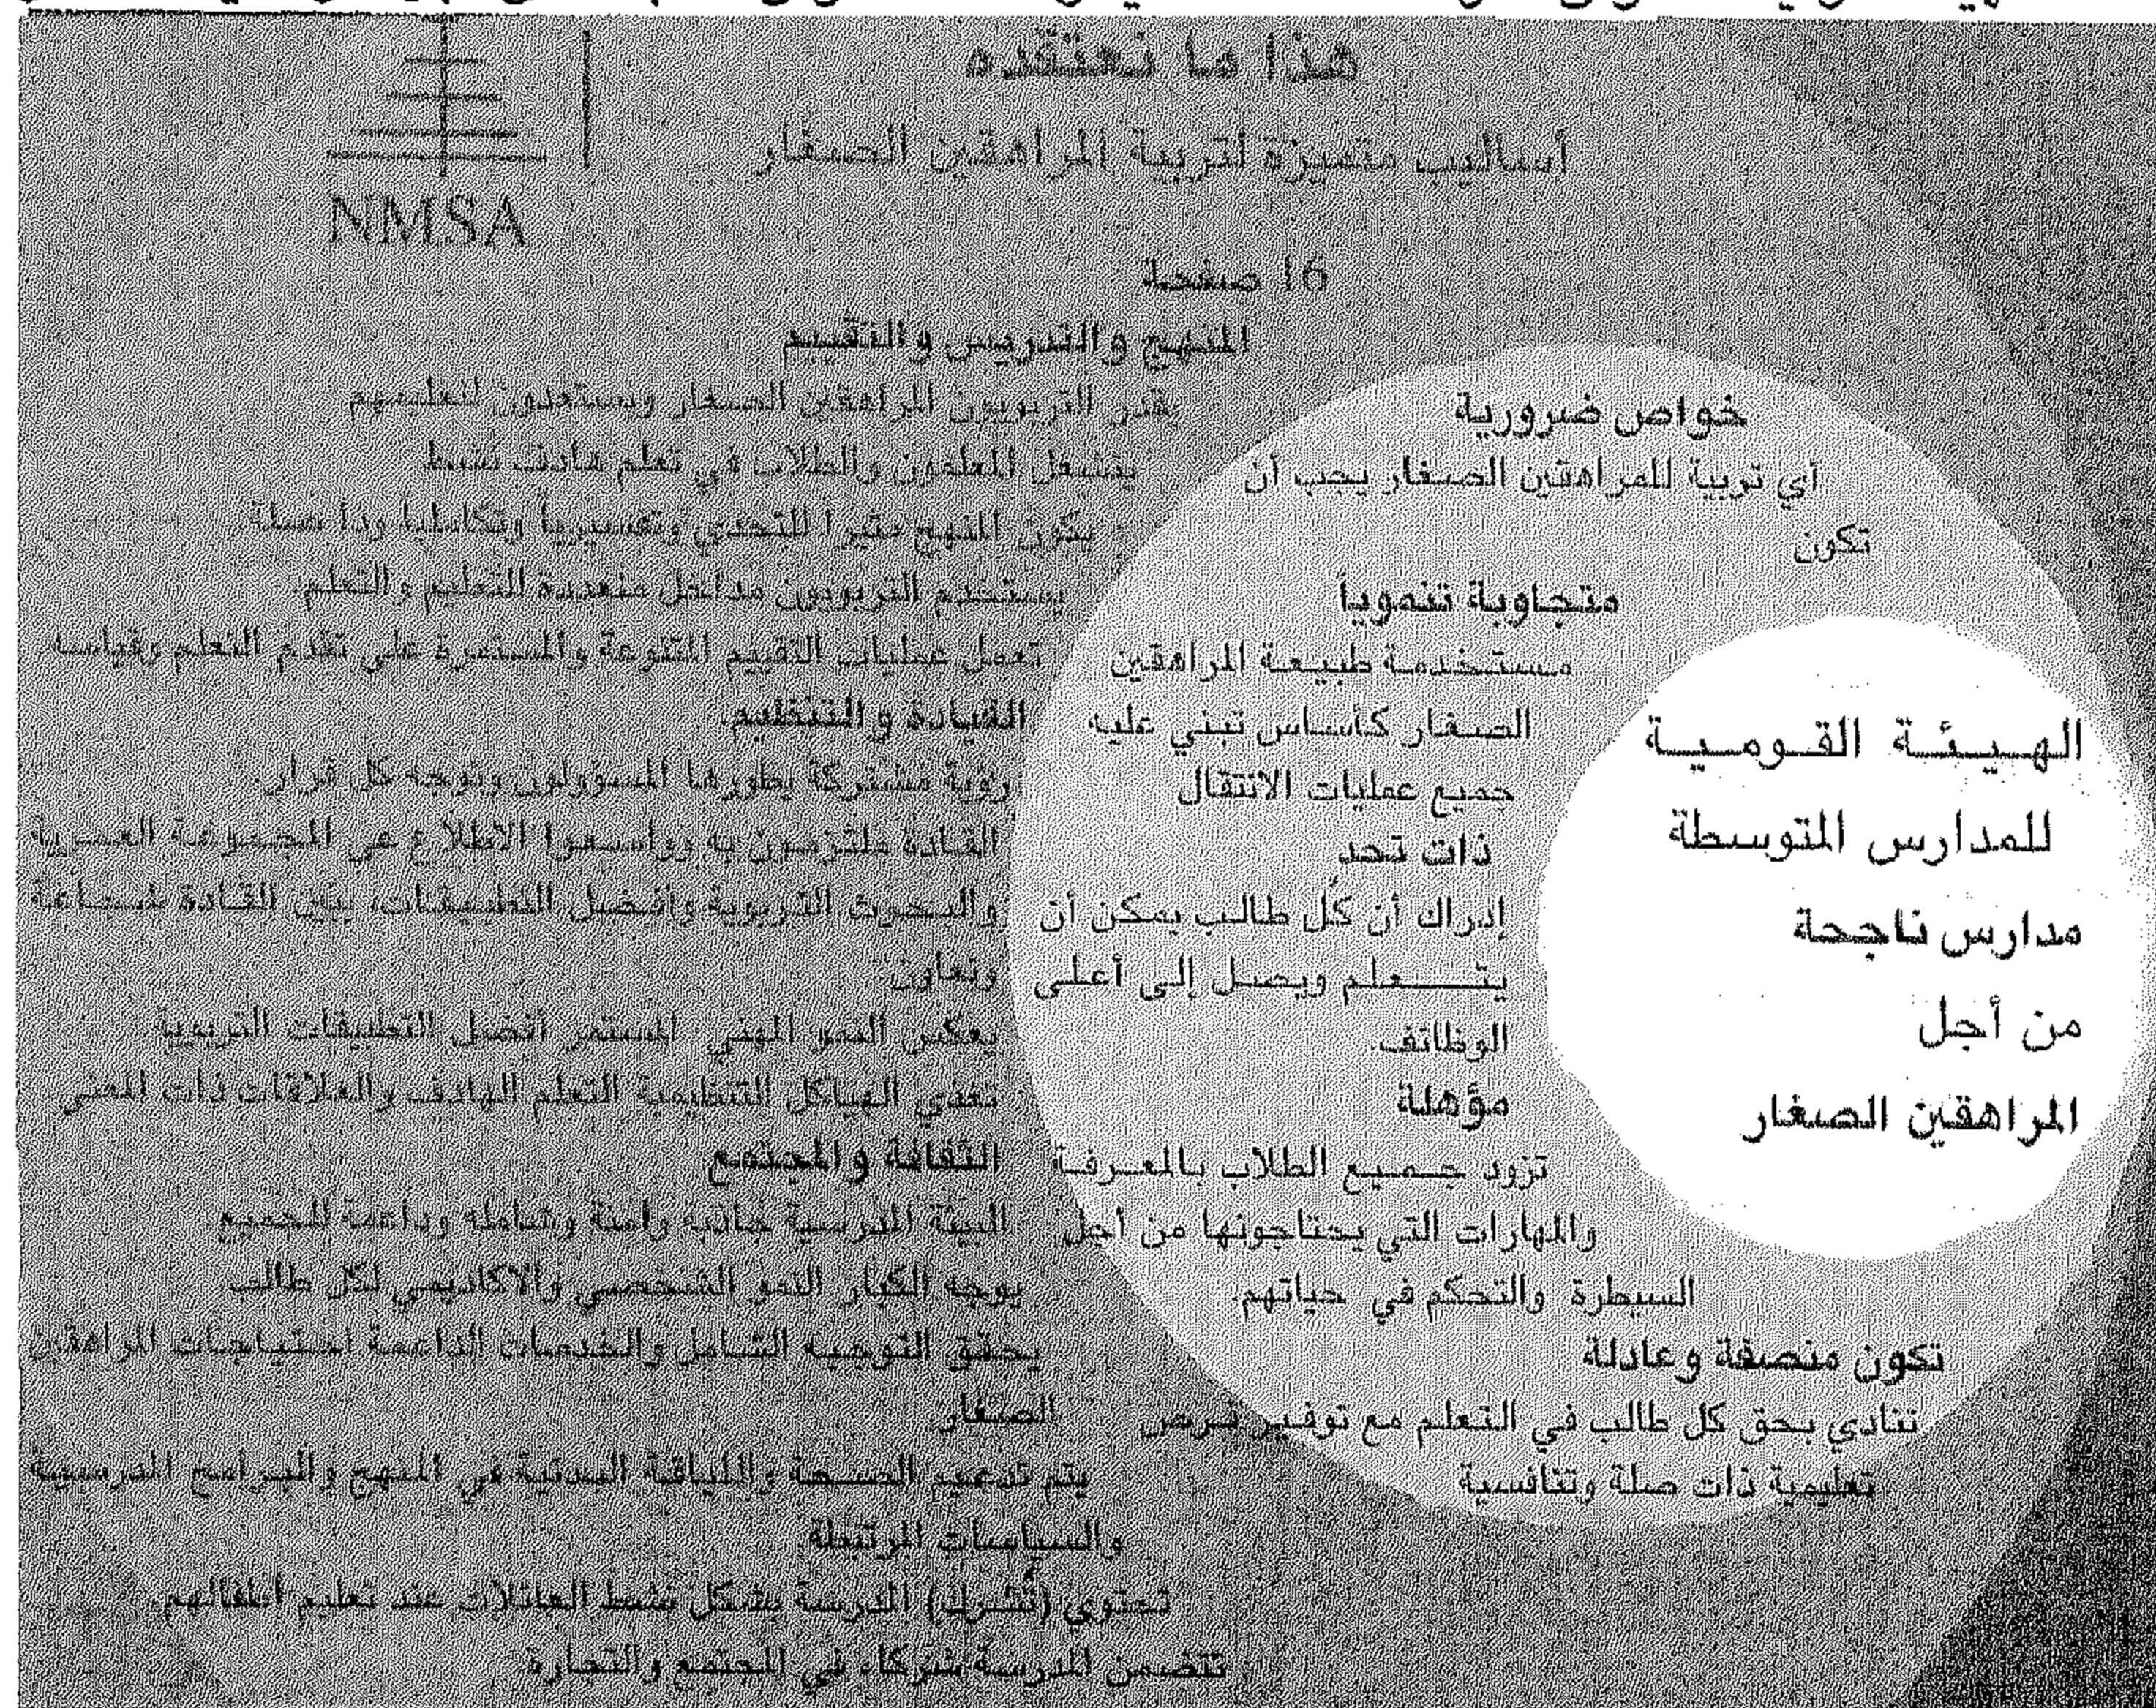 هذا ما نعتقده
أساليب متميزة لتربية المراهقين الصغار
NMSA
16 صفحة
المنهج والتدريس والتقييم
يقدر التربويون المراهقين الصغار ويستعدون لتعليمهم
ينشغل المعلمون والطلاب في تعلم هادف نشط
يكون المنهج مثيرا للتحدي وتفسيرياً وتكاملياً وذا صلة
يستخدم التربويون مداخل متعددة للتعليم والتعلم.
تعمل عمليات التقييم المتنوعة والمستمرة على تقدم التعلم وقياسه
القيادة والتنظيم.
رؤية مشتركة يطورها المسؤولون وتوجه كل قرار.
القادة ملتزمون به وواسعوا الاطلاع عي المجموعة العمرية
والبحوث التربوية وأفضل التطبيقات، يبين القادة شجاعة
وتعاون
يعكس النمو المهني المستمر أفضل التطبيقات التربوية.
تغذي الهياكل التنظيمية التعلم الهادف والعلاقات ذات المعنى
الثقافة والمجتمع
البيئة المدرسية جاذبة وآمنة وشامله وداعمة للجميع
يوجه الكبار النمو الشخصي والأكاديمي لكل طالب
يحقق التوجيه الشامل والخدمات الداعمة احتياجات المراهقين
الصغار
يتم تدعيم الصحة واللياقة البدنية في المنهج والبرامج المدرسية
والسياسات المرتبطة.
تحتوي (تُشرك) المدرسة بشكل نشط العائلات عند تعليم أطفالهم.
تتضمن المدرسة شركاء في المجتمع والتجارة
خواص ضرورية
أي تربية للمراهقين الصغار يجب أن
تكون
متجاوبة تنموياً
مستخدمة طبيعة المراهقين
الصغار كأساس تبني عليه
جميع عمليات الانتقال
ذات تحد
إدراك أن كُل طالب يمكن أن
يتعلم ويصل إلى أعلى
الوظائف.
مؤهلة
تزود جميع الطلاب بالمعرفة
والمهارات التي يحتاجونها من أجل
السيطرة والتحكم في حياتهم.
تكون منصفة وعادلة
تنادي بحق كل طالب في التعلم مع توفير فرص
تعليمية ذات صلة وتنافسية
الهيئة القومية
للمدارس المتوسطة
مدارس ناجحة
من أجل
المراهقين الصغار